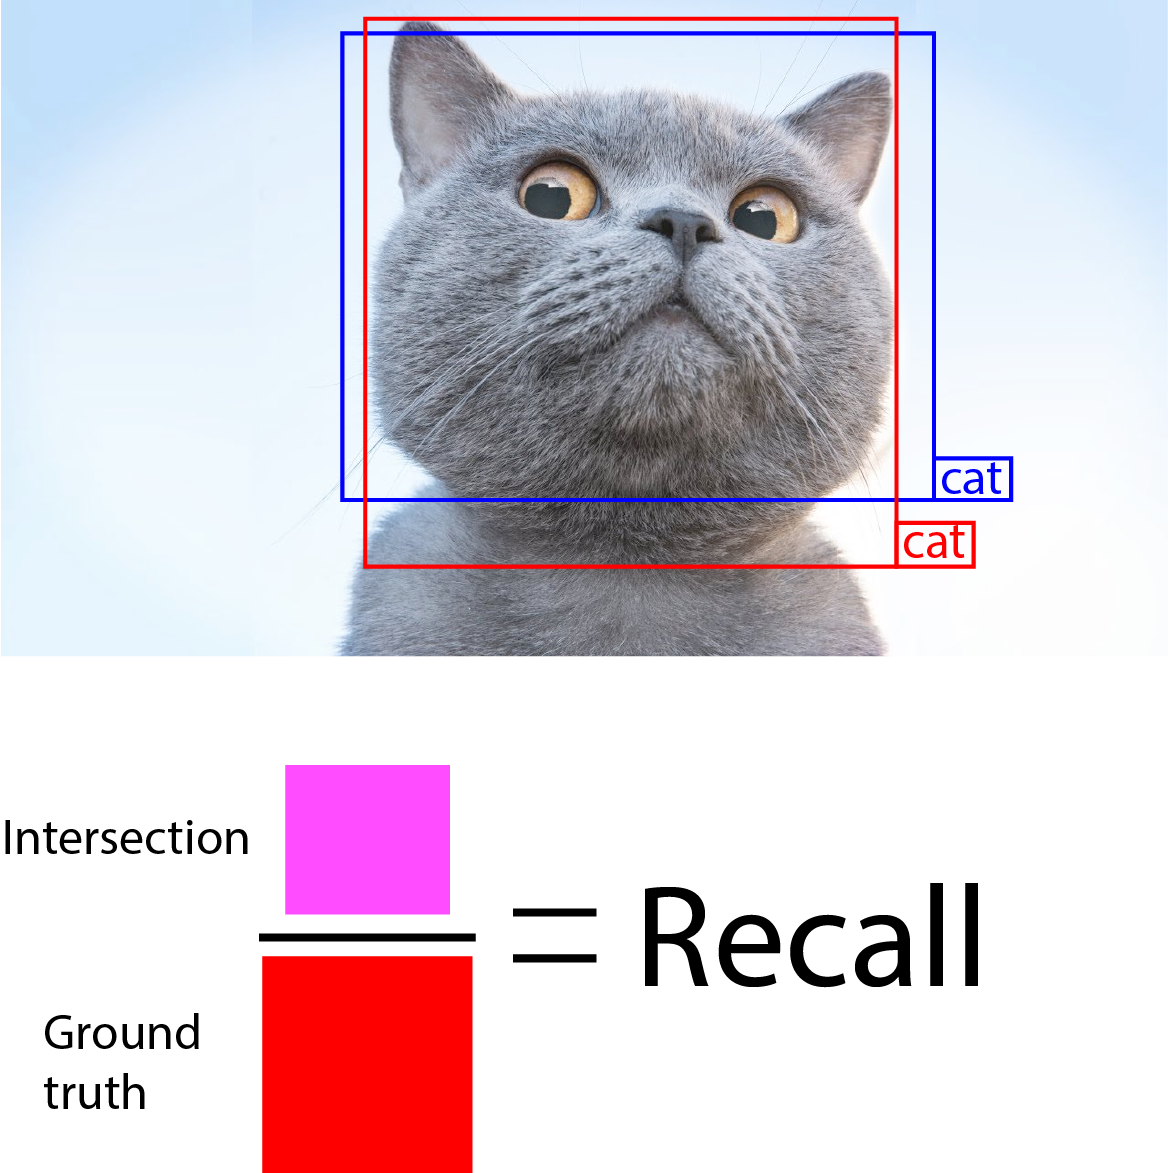 cat
cat
Intersection
= Recall
Ground
truth